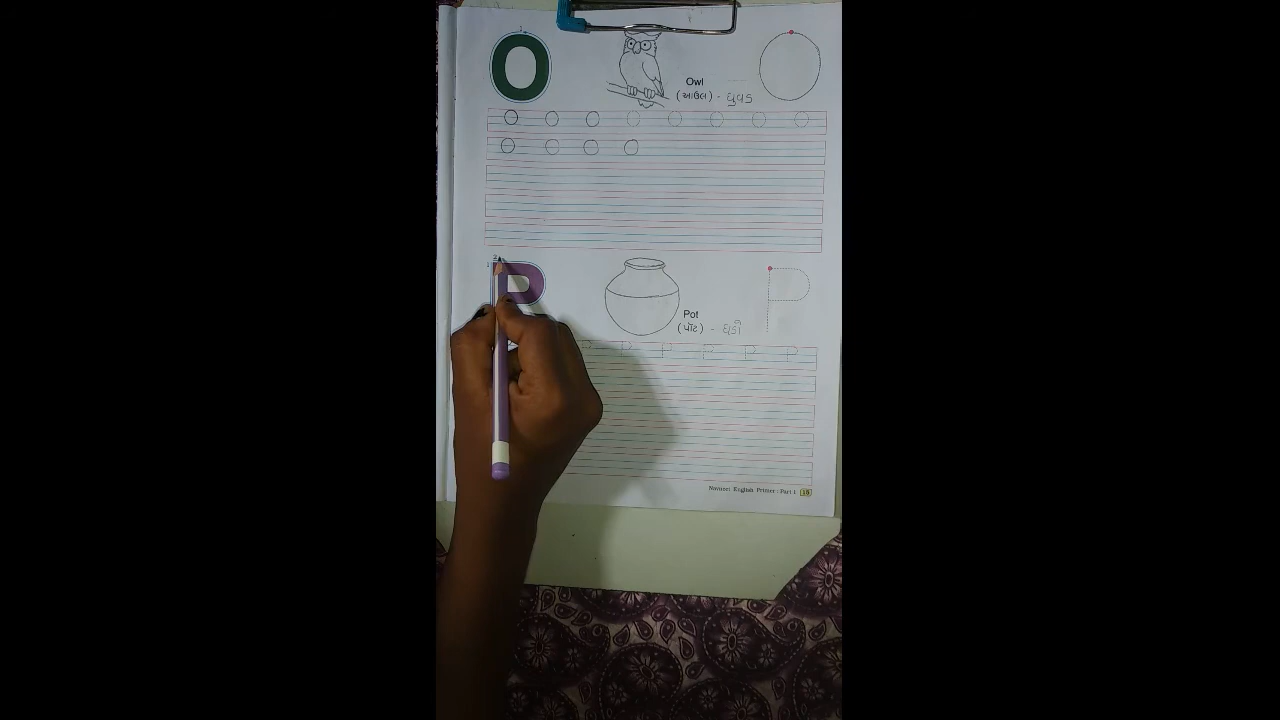 O
Owl
(આઉલ) - ઘુવડ
O O O O O O O O
O O O O
P
Pot
(પૉટ) - ઘડો
P P P P P P
Navneet English Primer : Part 1 15